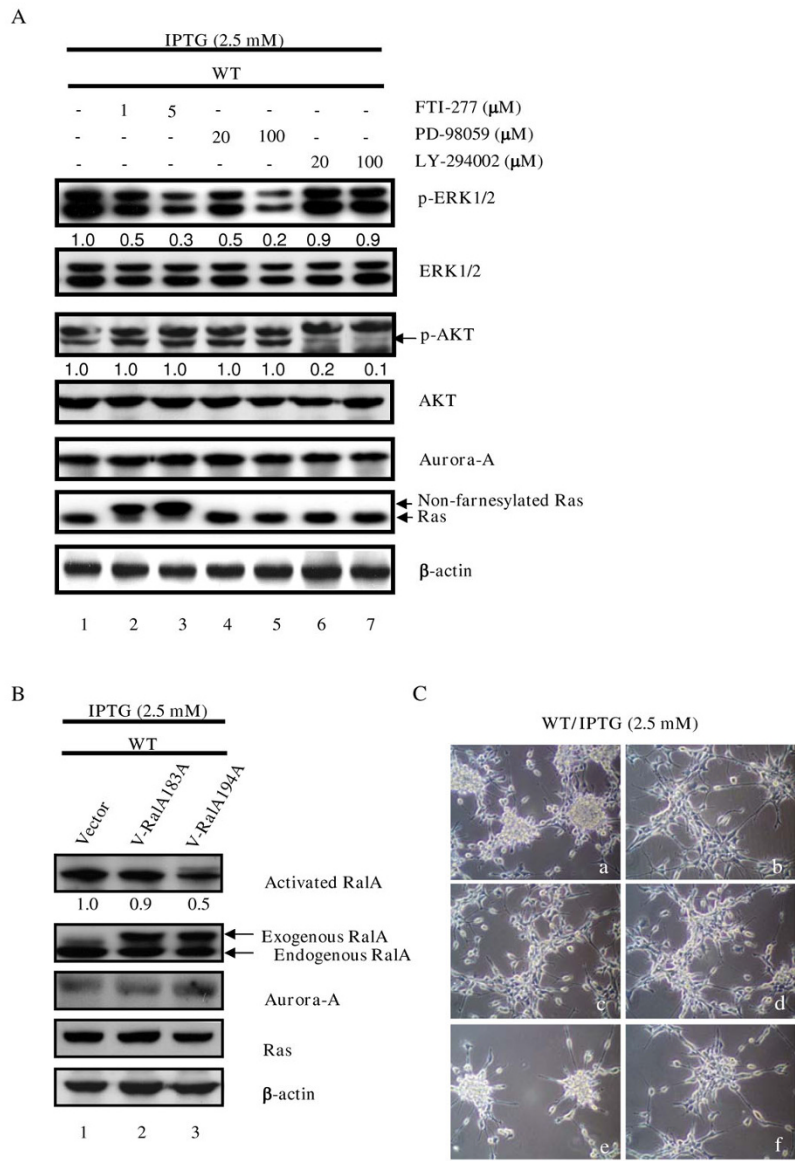 A
IPTG (2.5 mM)
WT
- 1 5 - - - - FTI-277 (μM)
- - - 20 100 - - PD-98059 (μM)
- - - - - 20 100 LY-294002 (μM)
p-ERK1/2
1.0 0.5 0.3 0.5 0.2 0.9 0.9
ERK1/2
p-AKT
1.0 1.0 1.0 1.0 1.0 0.2 0.1
AKT
Aurora-A
Non-farnesylated Ras
Ras
β-actin
1 2 3 4 5 6 7
B
IPTG (2.5 mM)
WT
Vector V-RalA183A V-RalA194A
Activated RalA
1.0 0.9 0.5
Exogenous RalA
Endogenous RalA
Aurora-A
Ras
β-actin
1 2 3
C
WT/IPTG (2.5 mM)
a b
c d
e f